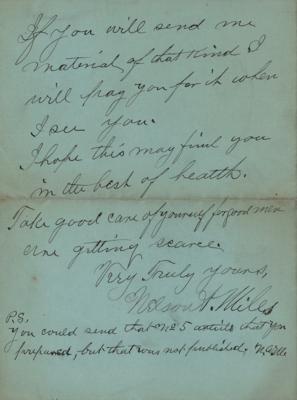 If you will send me
material of that kind I
will pay you for it when
I see you.
I hope this may find you
in the best of health.
Take good care of yourself for good men
are getting scarce.
Very Truly yours,
Nelson A. Mills
P.S.
you could send that No 5 article that you
prepared, but that was not published.